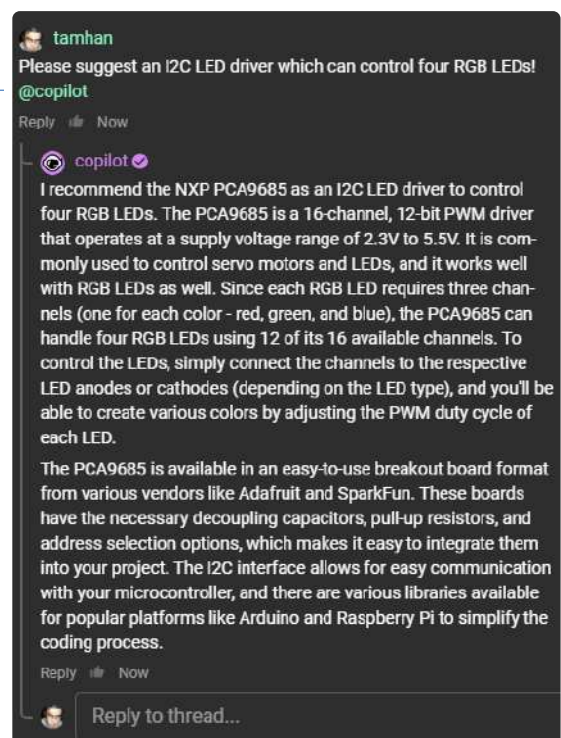 tamhan
Please suggest an I2C LED driver which can control four RGB LEDs!
@copilot
Reply Now
copilot
I recommend the NXP PCA9685 as an I2C LED driver to control
four RGB LEDs. The PCA9685 is a 16-channel, 12-bit PWM driver
that operates at a supply voltage range of 2.3V to 5.5V. It is com-
monly used to control servo motors and LEDs, and it works well
with RGB LEDs as well. Since each RGB LED requires three chan-
nels (one for each color - red, green, and blue), the PCA9685 can
handle four RGB LEDs using 12 of its 16 available channels. To
control the LEDs, simply connect the channels to the respective
LED anodes or cathodes (depending on the LED type), and you'll be
able to create various colors by adjusting the PWM duty cycle of
each LED.
The PCA9685 is available in an easy-to-use breakout board format
from various vendors like Adafruit and SparkFun. These boards
have the necessary decoupling capacitors, pull-up resistors, and
address selection options, which makes it easy to integrate them
into your project. The I2C interface allows for easy communication
with your microcontroller, and there are various libraries available
for popular platforms like Arduino and Raspberry Pi to simplify the
coding process.
Reply Now
Reply to thread...